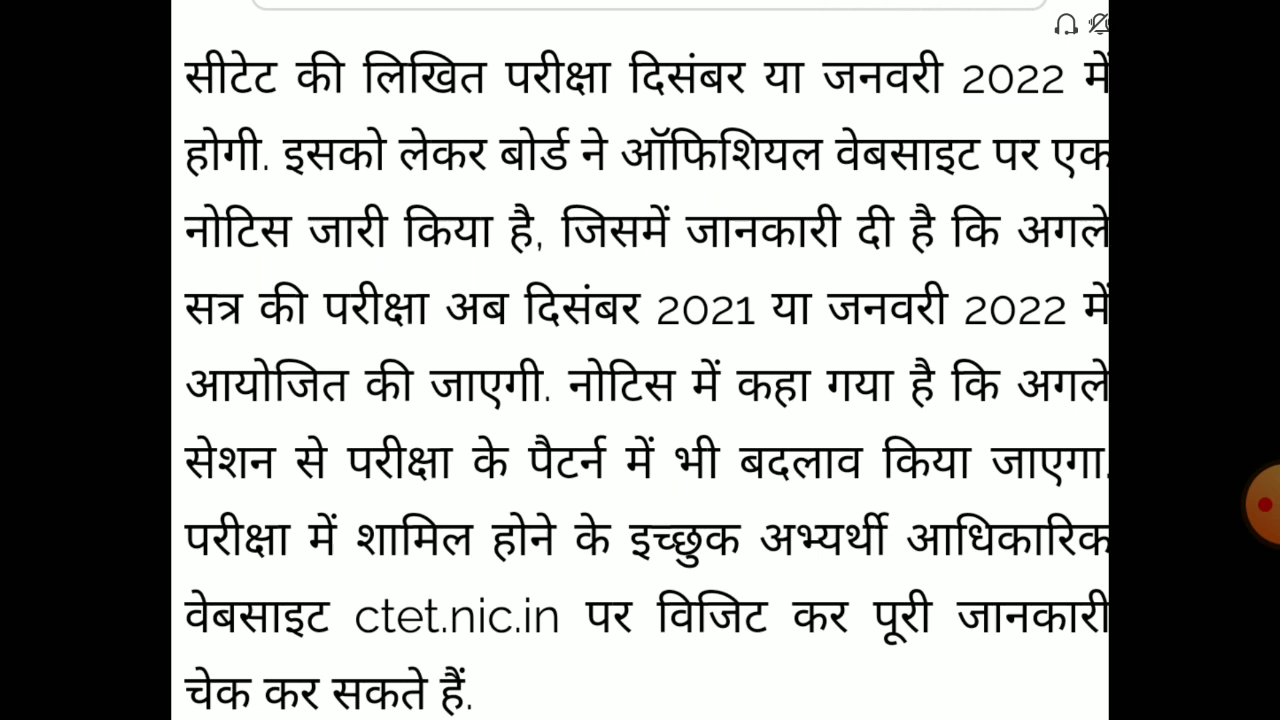 सीटेट की लिखित परीक्षा दिसंबर या जनवरी 2022 में
होगी. इसको लेकर बोर्ड ने ऑफिशियल वेबसाइट पर एक
नोटिस जारी किया है, जिसमें जानकारी दी है कि अगले
सत्र की परीक्षा अब दिसंबर 2021 या जनवरी 2022 में
आयोजित की जाएगी. नोटिस में कहा गया है कि अगले
सेशन से परीक्षा के पैटर्न में भी बदलाव किया जाएगा.
परीक्षा में शामिल होने के इच्छुक अभ्यर्थी आधिकारिक
वेबसाइट ctet.nic.in पर विजिट कर पूरी जानकारी
चेक कर सकते हैं.